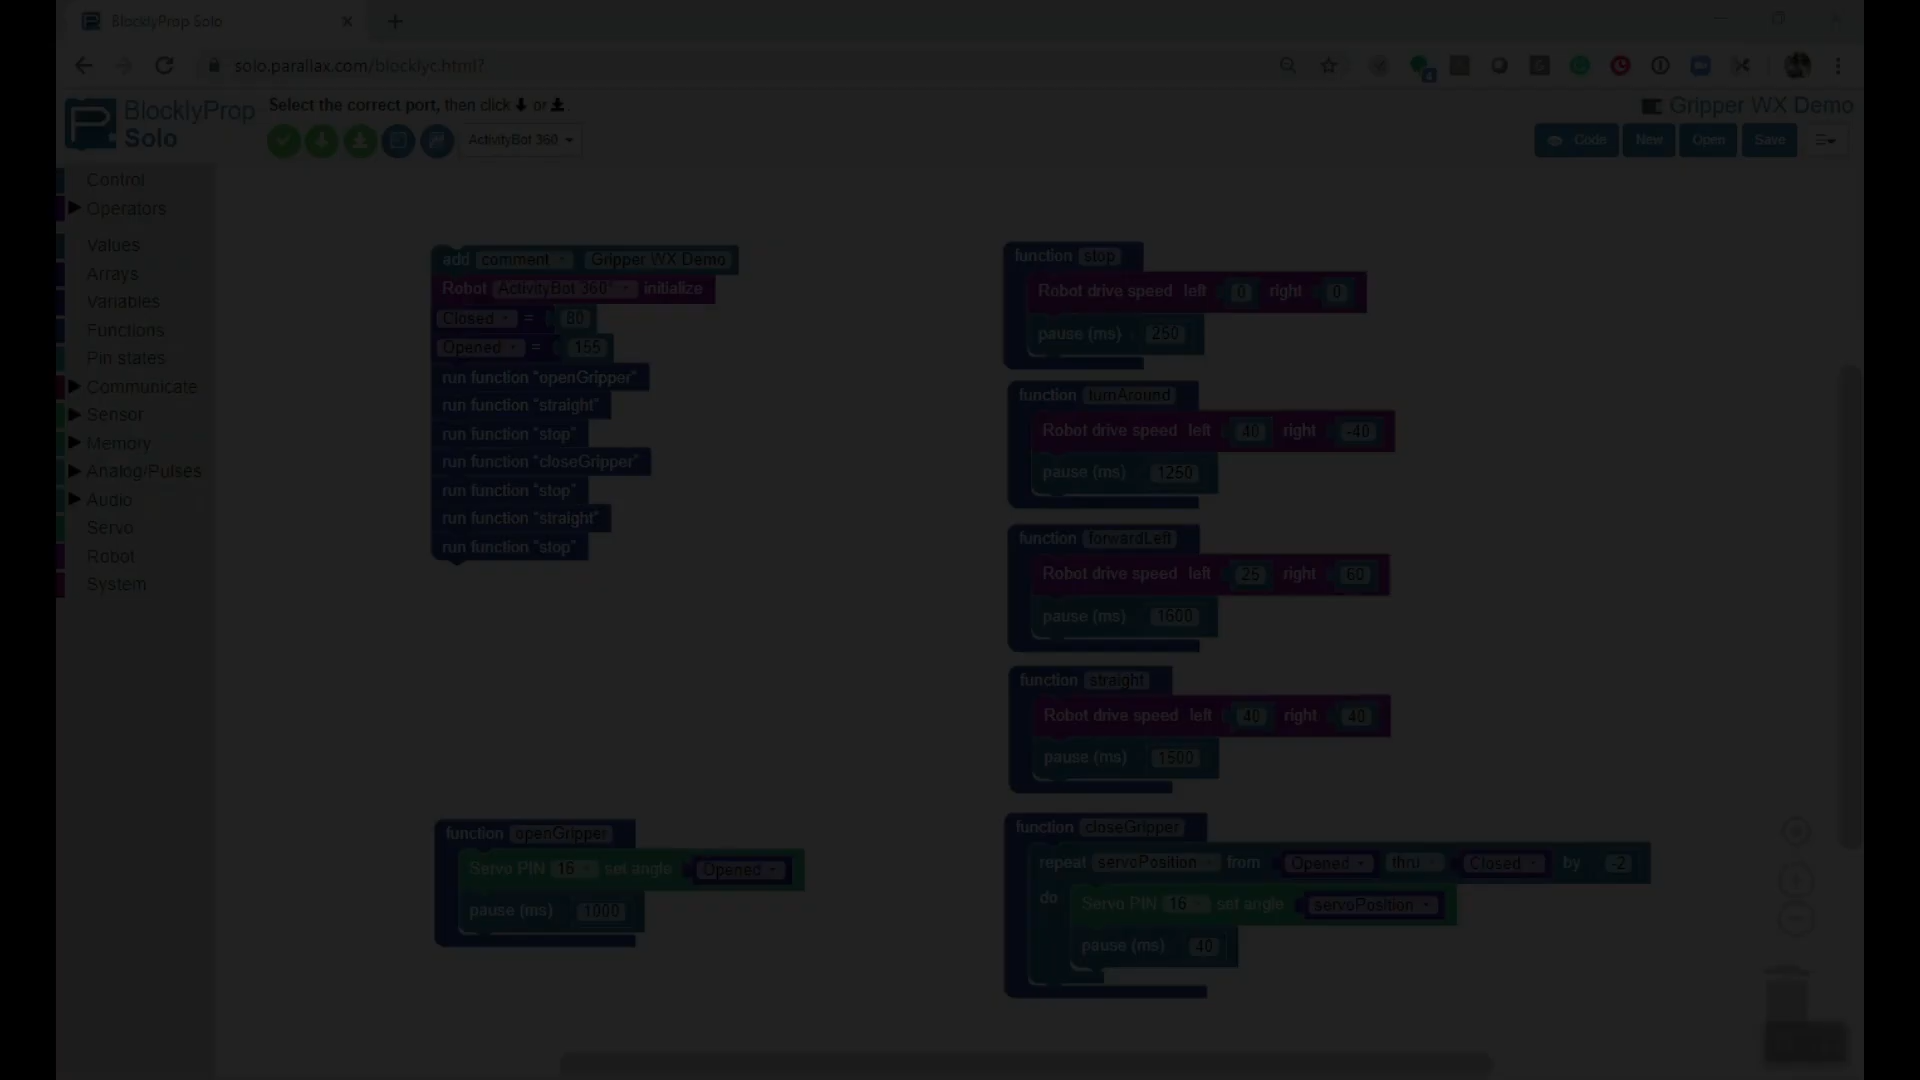 BlocklyProp Solo
solo.parallax.com/blocklyc.html?
BlocklyProp
Solo
Select the correct port, then click or .
ActivityBot 360
Gripper WX Demo
Code
New
Open
Save
Control
Operators
Values
Arrays
Variables
Functions
Pin states
Communicate
Sensor
Memory
Analog/Pulses
Audio
Servo
Robot
System
add comment Gripper WX Demo
Robot ActivityBot 360° initialize
Closed = 80
Opened = 155
run function "openGripper"
run function "straight"
run function "stop"
run function "closeGripper"
run function "stop"
run function "straight"
run function "stop"
function openGripper
Servo PIN 16 set angle Opened
pause (ms) 1000
function stop
Robot drive speed left 0 right 0
pause (ms) 250
function turnAround
Robot drive speed left 40 right -40
pause (ms) 1250
function forwardLeft
Robot drive speed left 25 right 60
pause (ms) 1600
function straight
Robot drive speed left 40 right 40
pause (ms) 1500
function closeGripper
repeat servoPosition from Opened thru Closed by -2
do Servo PIN 16 set angle servoPosition
pause (ms) 40